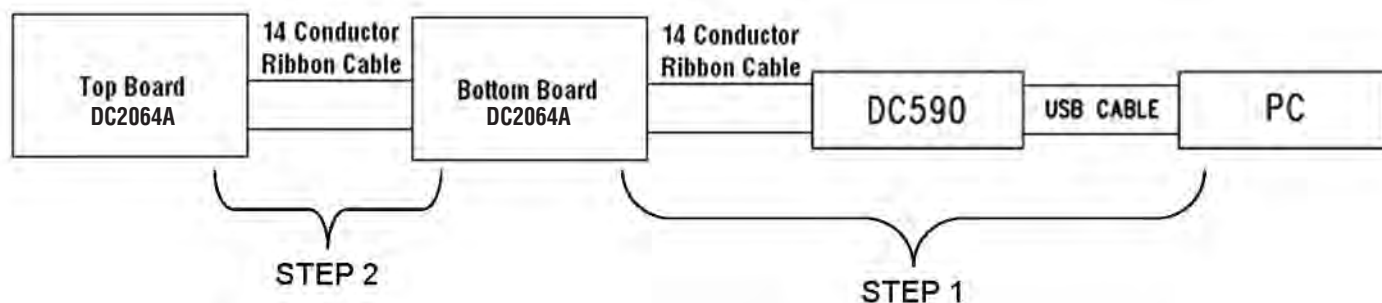 Top Board
DC2064A
14 Conductor
Ribbon Cable
Bottom Board
DC2064A
14 Conductor
Ribbon Cable
DC590
USB CABLE
PC
STEP 2
STEP 1